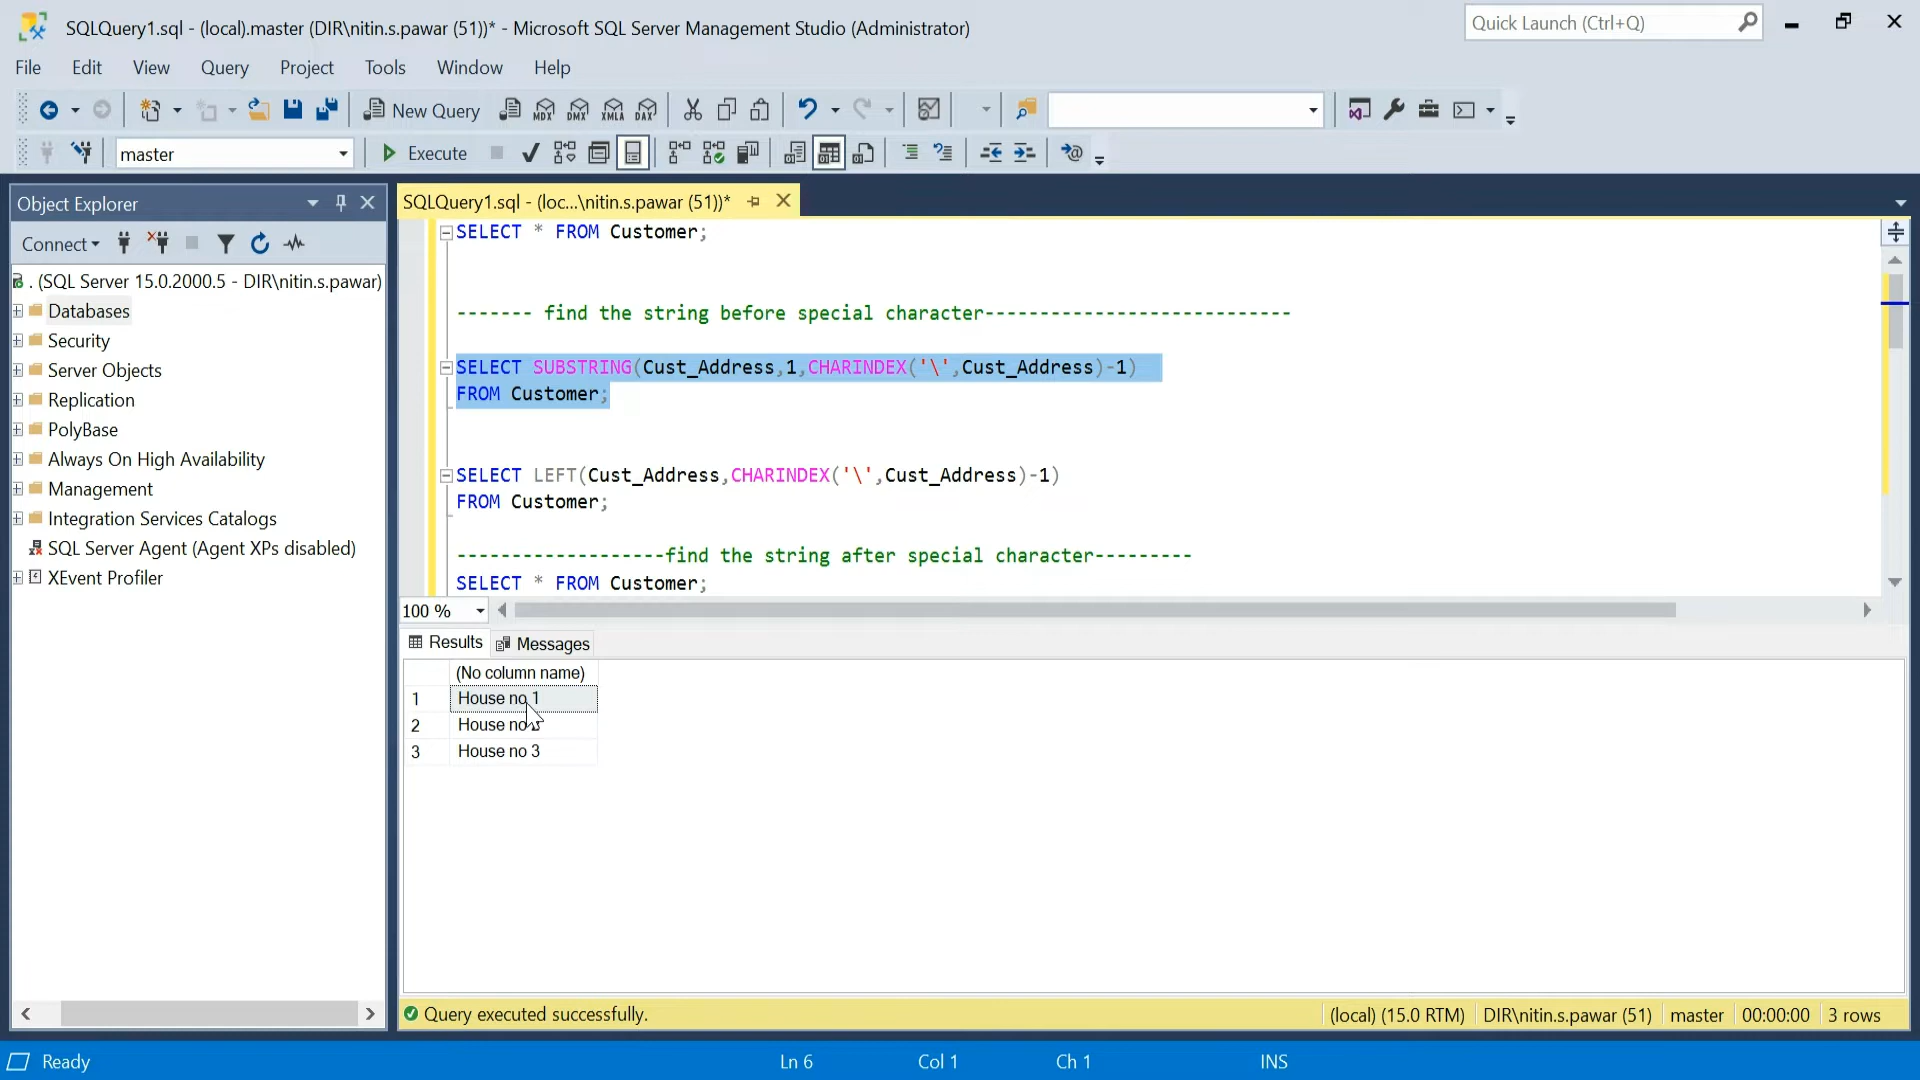 SQLQuery1.sql - (local).master (DIR\nitin.s.pawar (51))* - Microsoft SQL Server Management Studio (Administrator)
Quick Launch (Ctrl+Q)
File Edit View Query Project Tools Window Help
New Query MDX DMX XMLA DAX
master Execute
Object Explorer
SQLQuery1.sql - (loc...\nitin.s.pawar (51))*
Connect
. (SQL Server 15.0.2000.5 - DIR\nitin.s.pawar)
Databases
Security
Server Objects
Replication
PolyBase
Always On High Availability
Management
Integration Services Catalogs
SQL Server Agent (Agent XPs disabled)
XEvent Profiler
SELECT * FROM Customer;
------- find the string before special character----------------------------
SELECT SUBSTRING(Cust_Address,1,CHARINDEX('\',Cust_Address)-1)
FROM Customer;
SELECT LEFT(Cust_Address,CHARINDEX('\',Cust_Address)-1)
FROM Customer;
-------------------find the string after special character---------
SELECT * FROM Customer;
100 %
Results Messages
(No column name)
1 House no 1
2 House no
3 House no 3
Query executed successfully.
(local) (15.0 RTM) DIR\nitin.s.pawar (51) master 00:00:00 3 rows
Ready Ln 6 Col 1 Ch 1 INS